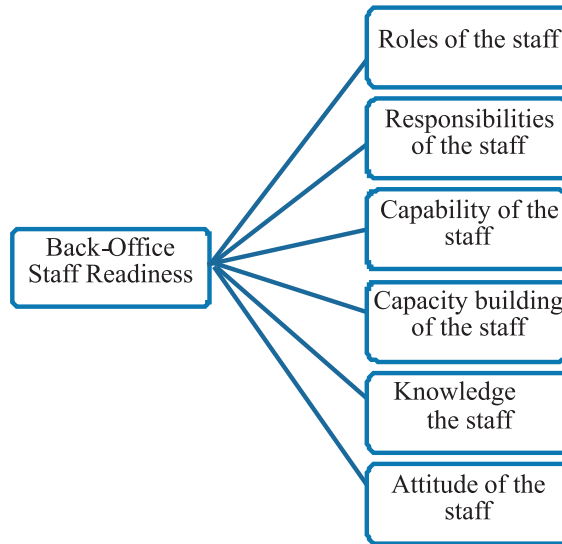 Back-Office
Staff Readiness
Roles of the staff
Responsibilities
of the staff
Capability of the
staff
Capacity building
of the staff
Knowledge
the staff
Attitude of the
staff